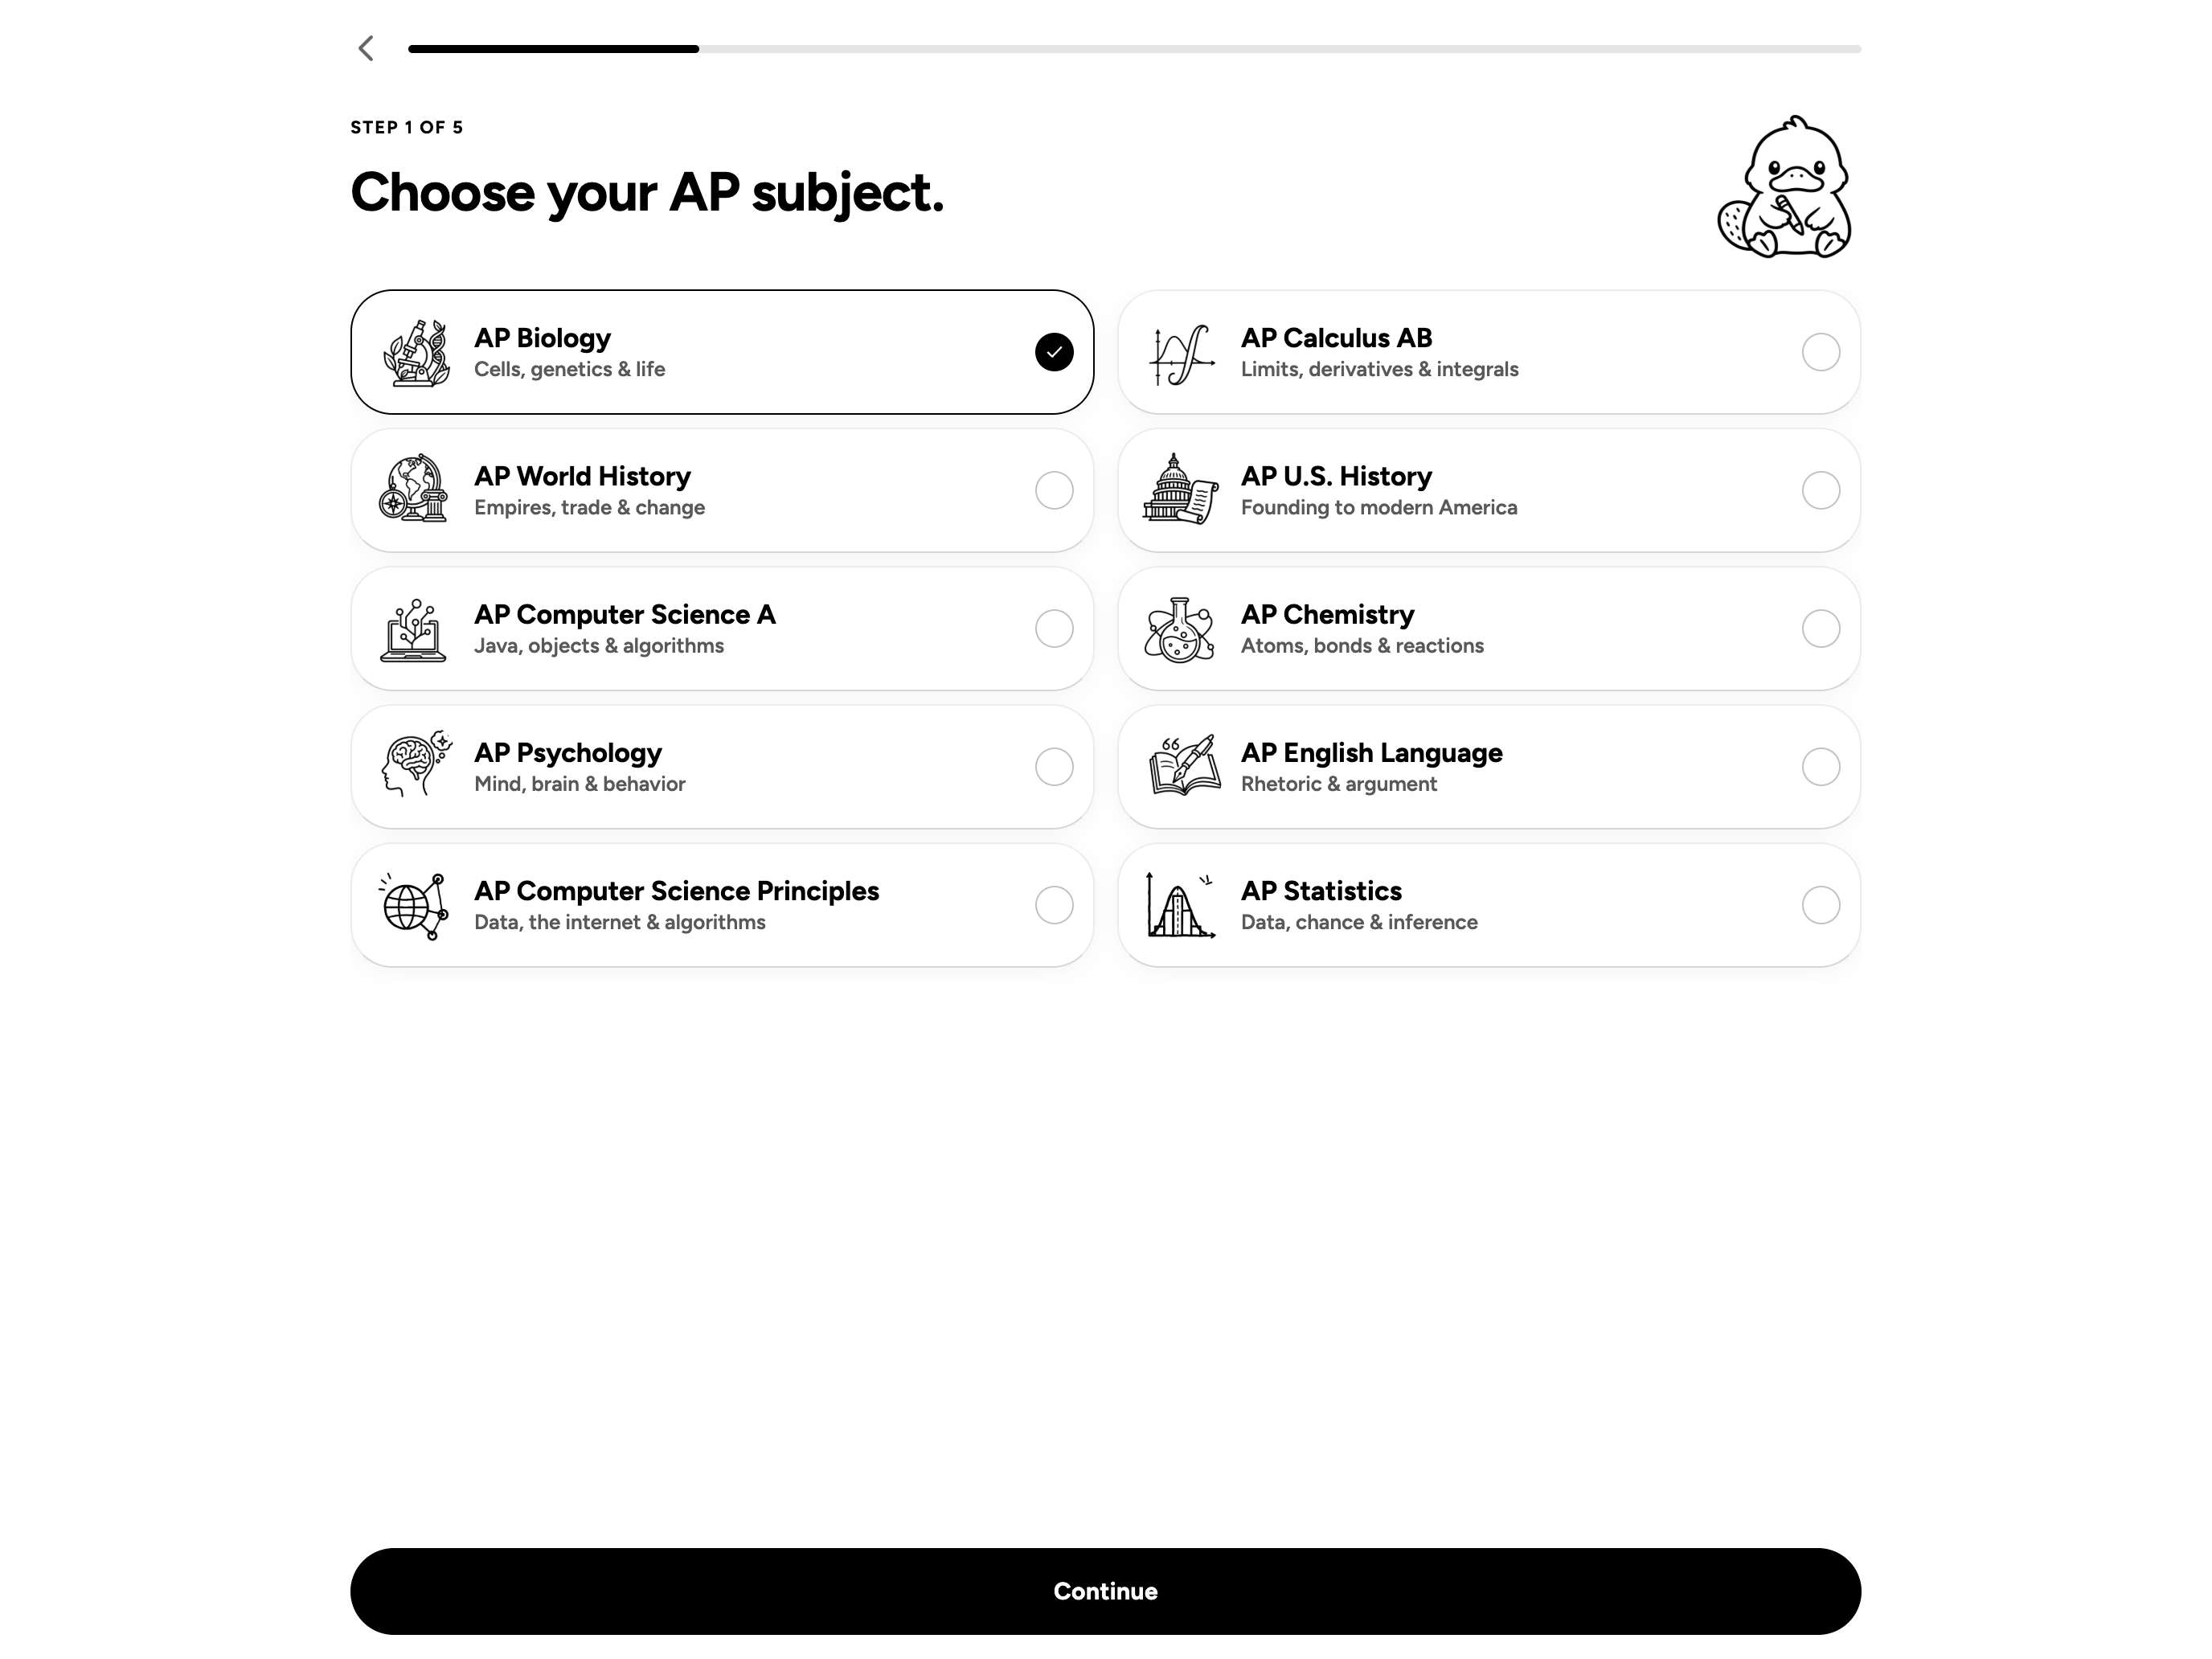 STEP 1 OF 5
Choose your AP subject.
AP Biology
Cells, genetics & life
AP Calculus AB
Limits, derivatives & integrals
AP World History
Empires, trade & change
AP U.S. History
Founding to modern America
AP Computer Science A
Java, objects & algorithms
AP Chemistry
Atoms, bonds & reactions
AP Psychology
Mind, brain & behavior
AP English Language
Rhetoric & argument
AP Computer Science Principles
Data, the internet & algorithms
AP Statistics
Data, chance & inference
Continue